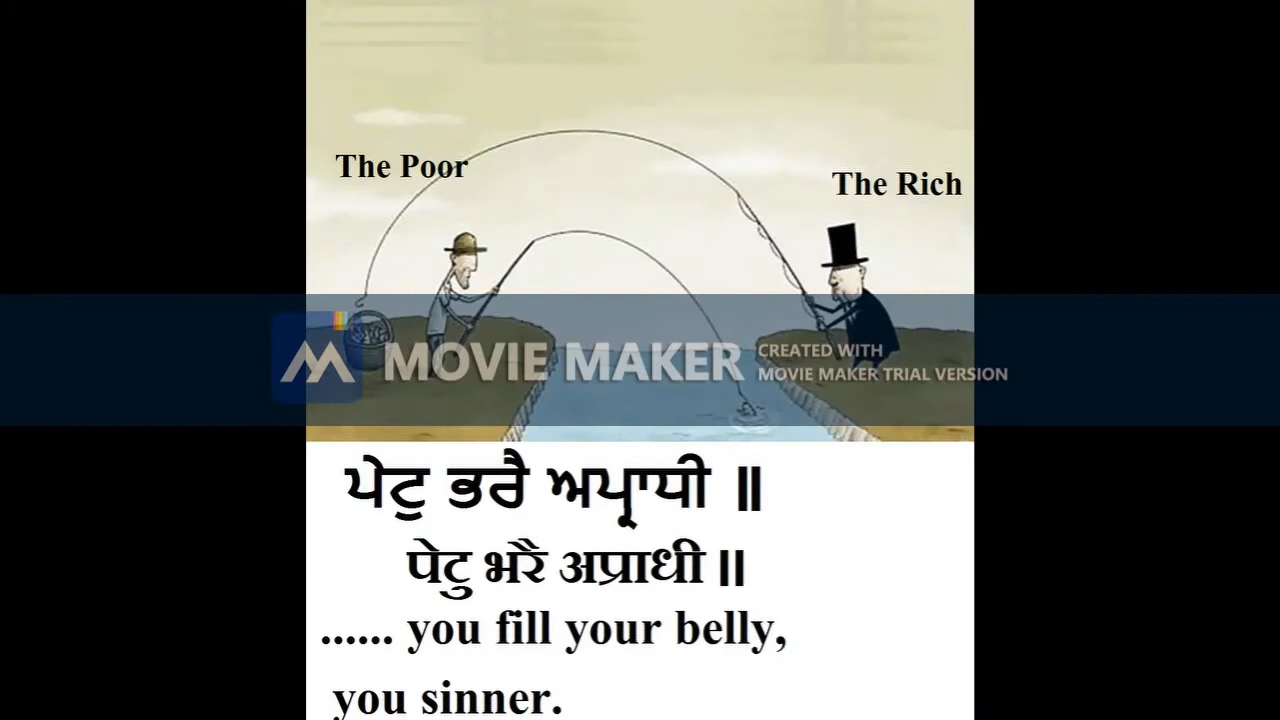 The Poor
The Rich
MOVIE MAKER
CREATED WITH
MOVIE MAKER TRIAL VERSION
ਪੇਟੁ ਭਰੈ ਅਪ੍ਰਾਧੀ ॥
पेटु भरै अप्राधी ॥
...... you fill your belly,
you sinner.